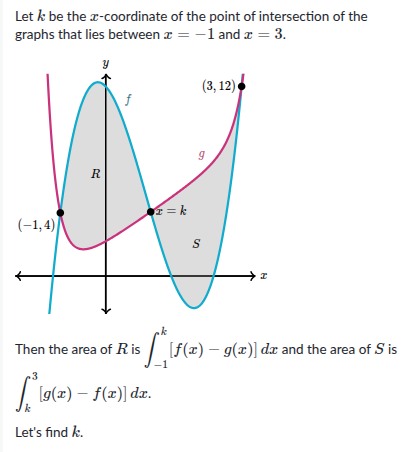 Let k be the x-coordinate of the point of intersection of the
graphs that lies between x = −1 and x = 3.
y
f
(3, 12)
g
R
x = k
(−1, 4)
S
x
Then the area of R is ∫_{−1}^{k} [f(x) − g(x)] dx and the area of S is
∫_{k}^{3} [g(x) − f(x)] dx.
Let's find k.